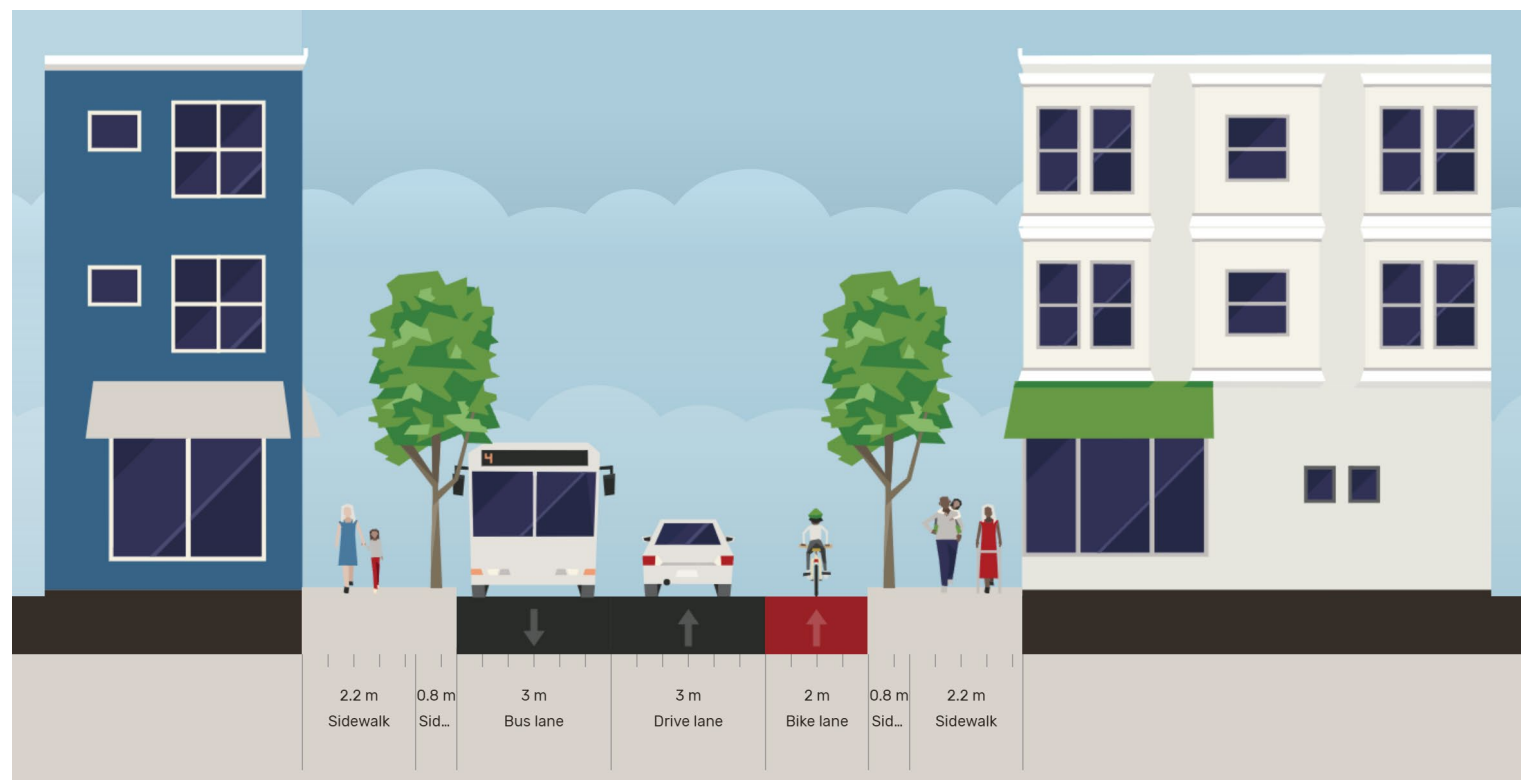 4
2.2 m
Sidewalk
0.8 m
Sid...
3 m
Bus lane
3 m
Drive lane
2 m
Bike lane
0.8 m
Sid...
2.2 m
Sidewalk